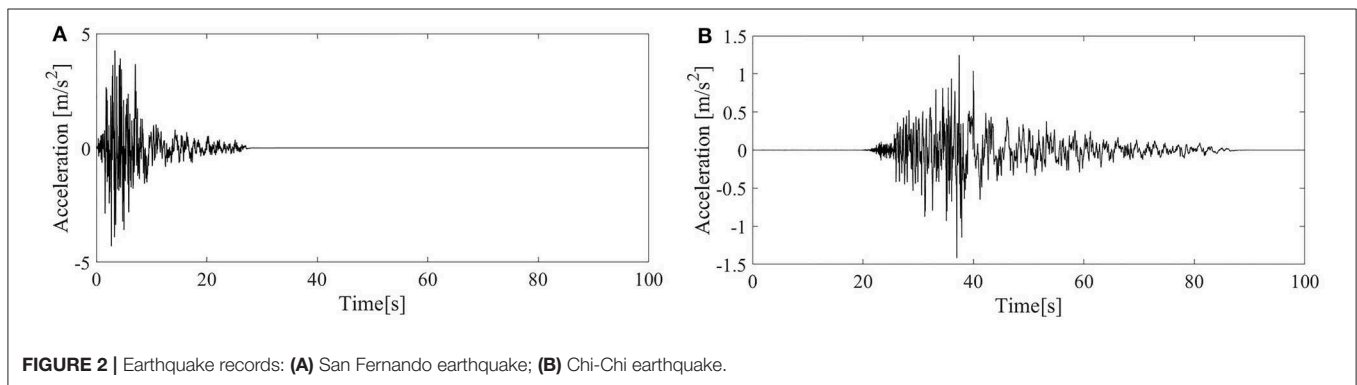 A
5
0
-5
Acceleration [m/s²]
0 20 40 60 80 100
Time[s]
B
1.5
1
0.5
0
-0.5
-1
-1.5
Acceleration [m/s²]
0 20 40 60 80 100
Time[s]
FIGURE 2 | Earthquake records: (A) San Fernando earthquake; (B) Chi-Chi earthquake.